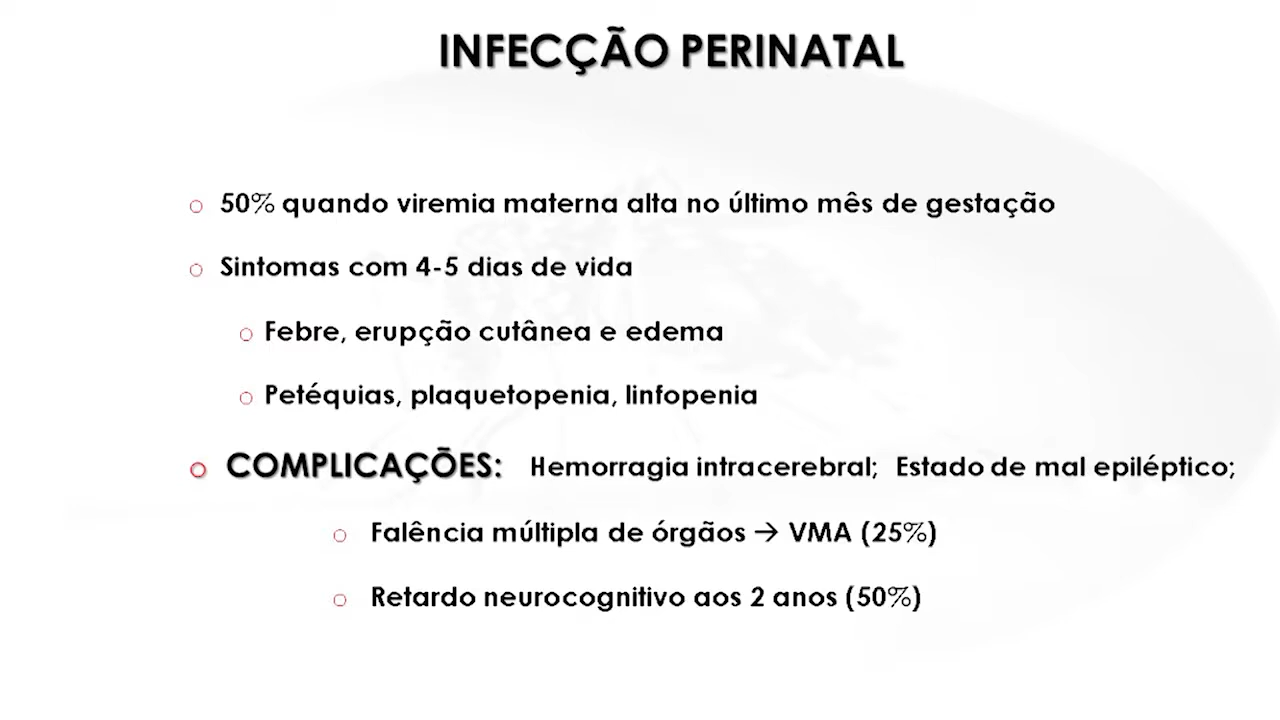 INFECÇÃO PERINATAL
50% quando viremia materna alta no último mês de gestação
Sintomas com 4-5 dias de vida
Febre, erupção cutânea e edema
Petéquias, plaquetopenia, linfopenia
COMPLICAÇÕES: Hemorragia intracerebral; Estado de mal epiléptico;
Falência múltipla de órgãos → VMA (25%)
Retardo neurocognitivo aos 2 anos (50%)